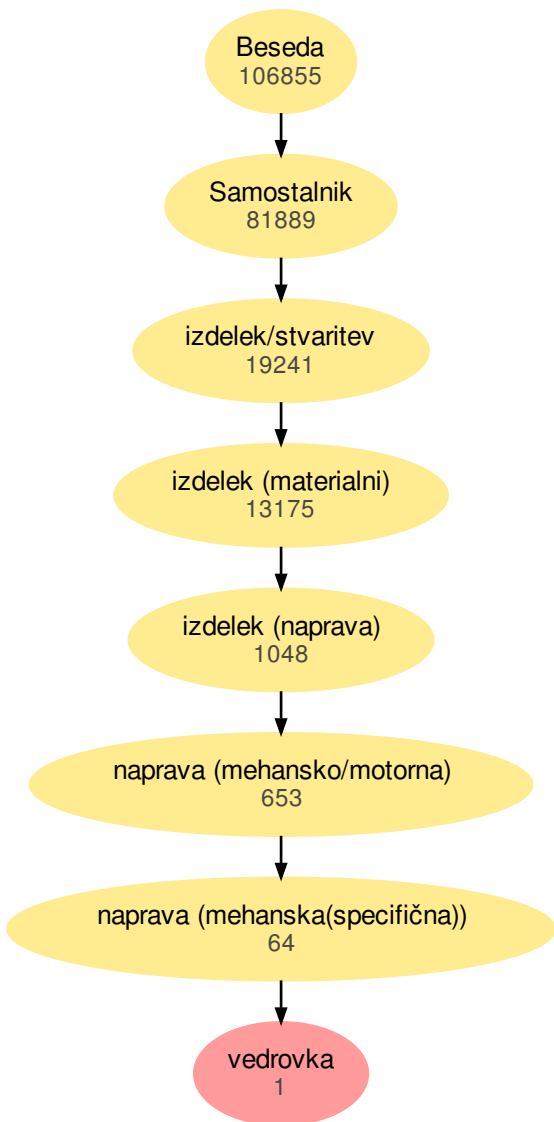 Beseda
106855
Samostalnik
81889
izdelek/stvaritev
19241
izdelek (materialni)
13175
izdelek (naprava)
1048
naprava (mehansko/motorna)
653
naprava (mehanska(specifična))
64
vedrovka
1